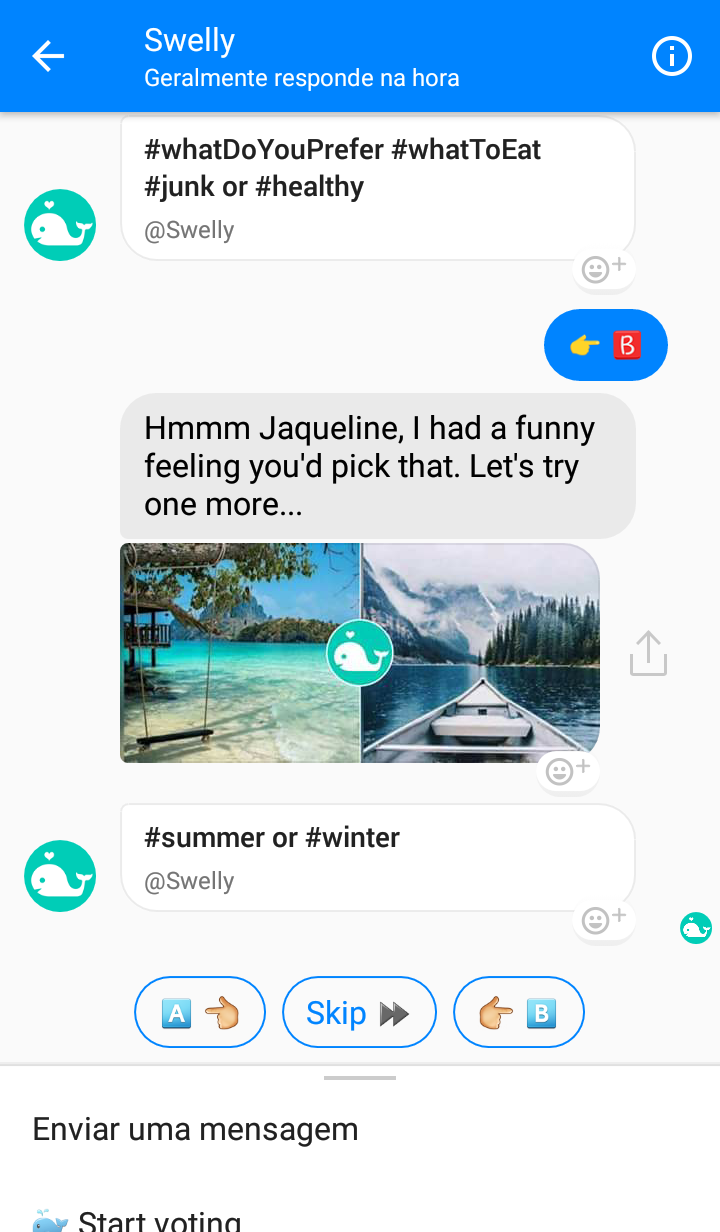 Swelly
Geralmente responde na hora
#whatDoYouPrefer #whatToEat
#junk or #healthy
@Swelly
👉 🅱
Hmmm Jaqueline, I had a funny
feeling you'd pick that. Let's try
one more...
#summer or #winter
@Swelly
🅰 👈
Skip ⏩
👉 🅱
Enviar uma mensagem
🐳 Start voting